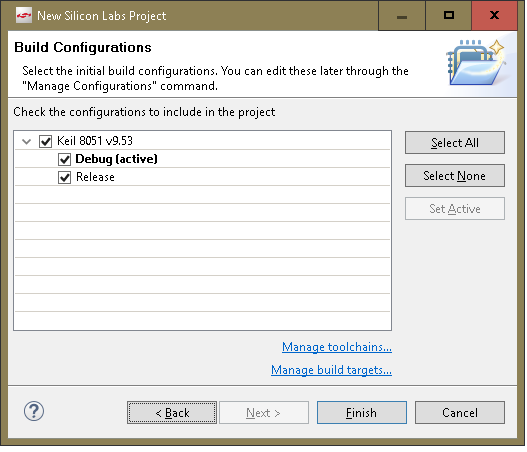 New Silicon Labs Project
Build Configurations
Select the initial build configurations. You can edit these later through the
"Manage Configurations" command.
Check the configurations to include in the project
Keil 8051 v9.53
Debug (active)
Release
Select All
Select None
Set Active
Manage toolchains...
Manage build targets...
?
< Back
Next >
Finish
Cancel